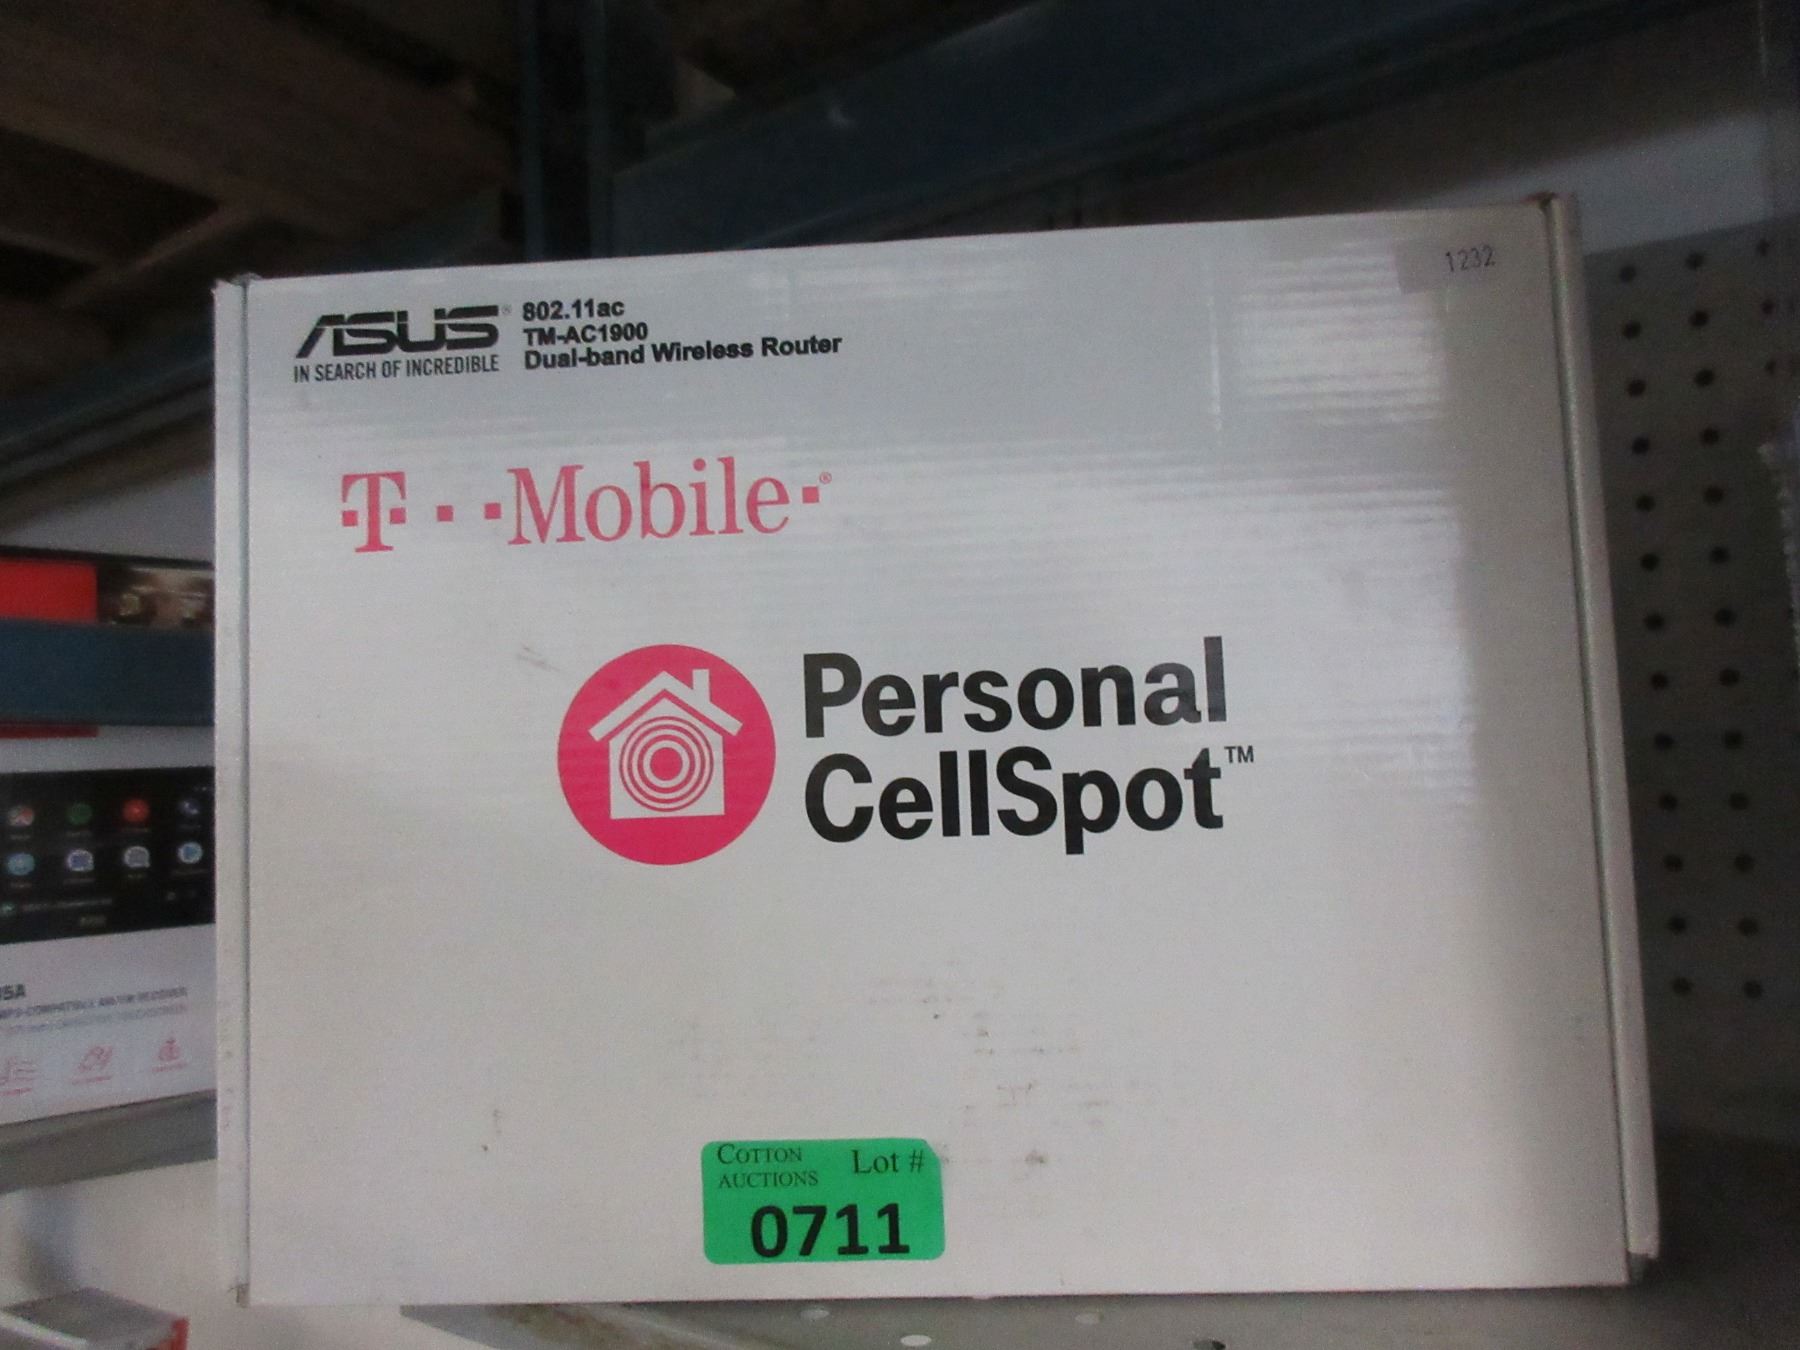 ASUS®
IN SEARCH OF INCREDIBLE
802.11ac
TM-AC1900
Dual-band Wireless Router
1232
T··Mobile·®
Personal
CellSpot™
COTTON
AUCTIONS
Lot #
0711